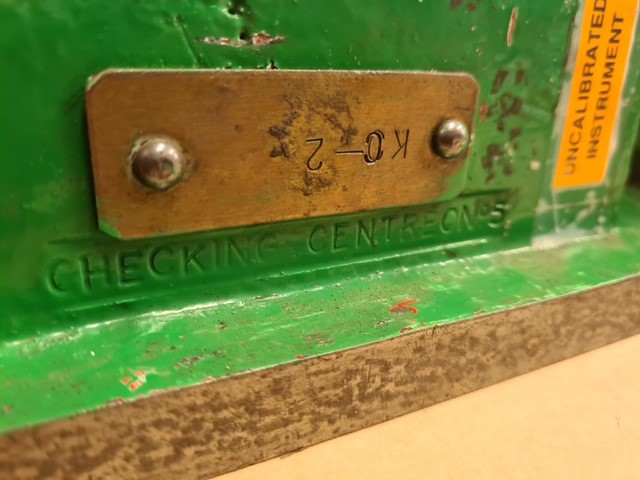 KO-2
CHECKING CENTRE Nº5
UNCALIBRATED
INSTRUMENT